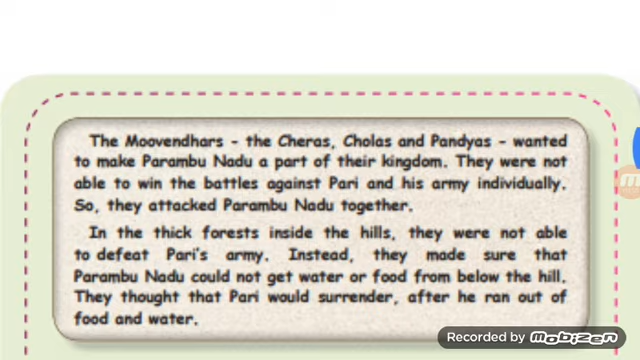 The Moovendhars - the Cheras, Cholas and Pandyas - wanted
to make Parambu Nadu a part of their kingdom. They were not
able to win the battles against Pari and his army individually.
So, they attacked Parambu Nadu together.
In the thick forests inside the hills, they were not able
to defeat Pari's army. Instead, they made sure that
Parambu Nadu could not get water or food from below the hill.
They thought that Pari would surrender, after he ran out of
food and water.
Recorded by mobizen